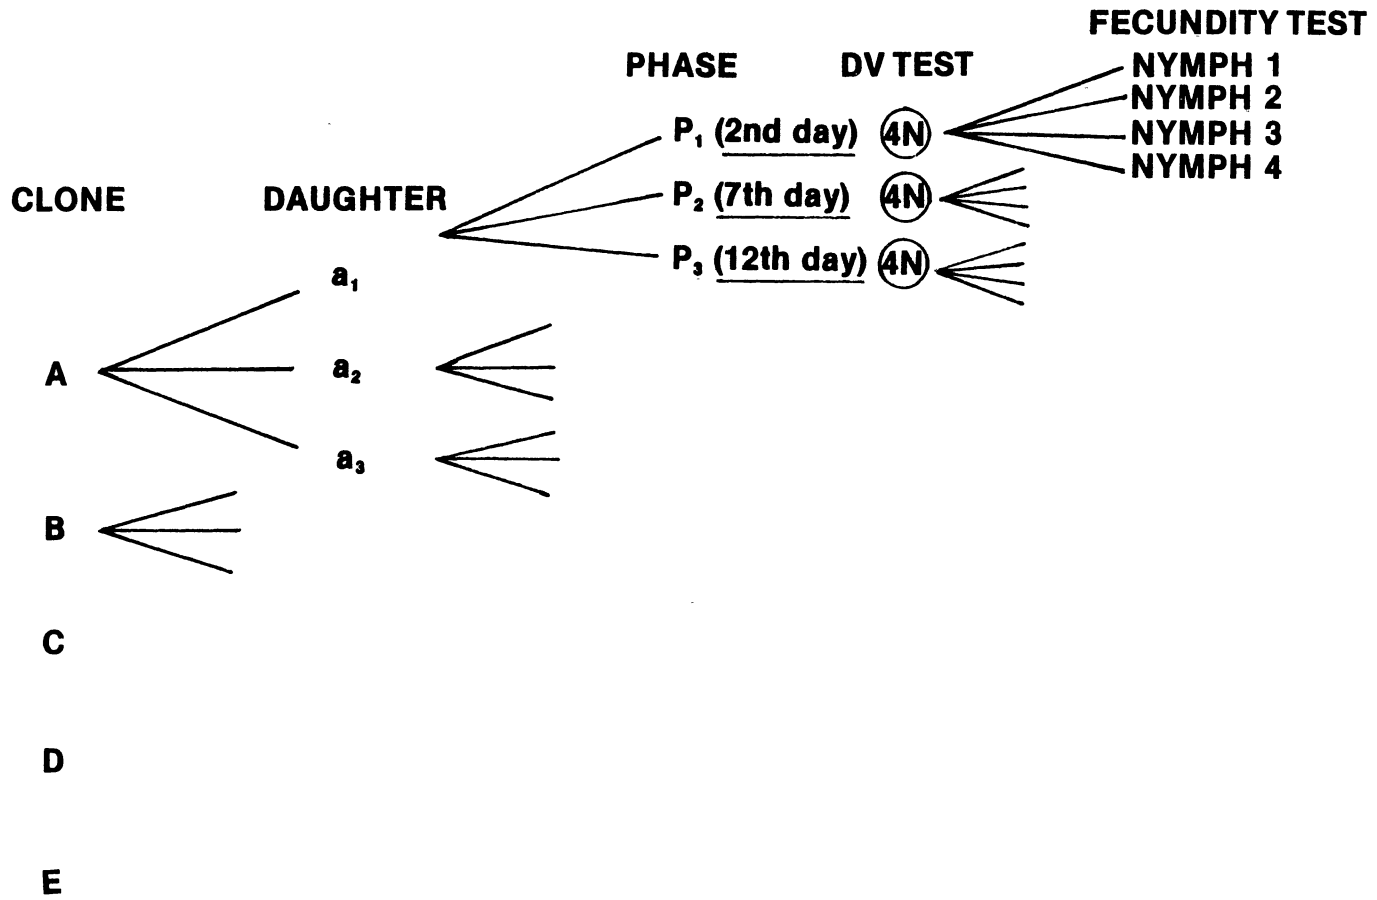 FECUNDITY TEST
PHASE DV TEST NYMPH 1
NYMPH 2
P₁ (2nd day) 4N NYMPH 3
NYMPH 4
CLONE DAUGHTER P₂ (7th day) 4N
P₃ (12th day) 4N
a₁
A a₂
a₃
B
C
D
E